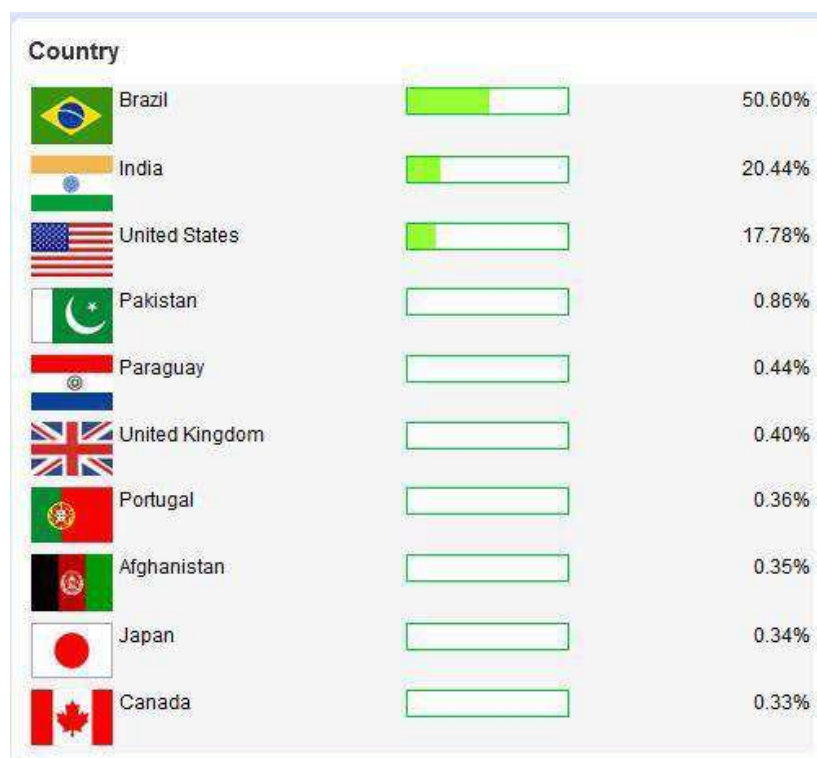 Country
Brazil 50.60%
India 20.44%
United States 17.78%
Pakistan 0.86%
Paraguay 0.44%
United Kingdom 0.40%
Portugal 0.36%
Afghanistan 0.35%
Japan 0.34%
Canada 0.33%